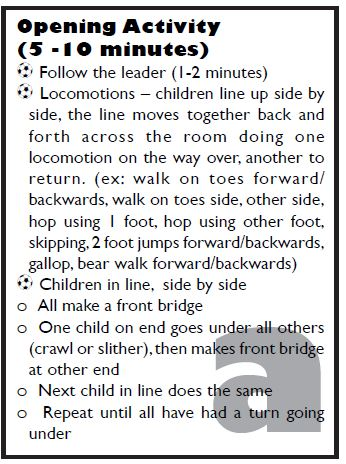 Opening Activity
(5 -10 minutes)
Follow the leader (1-2 minutes)
Locomotions – children line up side by
side, the line moves together back and
forth across the room doing one
locomotion on the way over, another to
return. (ex: walk on toes forward/
backwards, walk on toes side, other side,
hop using 1 foot, hop using other foot,
skipping, 2 foot jumps forward/backwards,
gallop, bear walk forward/backwards)
Children in line, side by side
o All make a front bridge
o One child on end goes under all others
(crawl or slither), then makes front bridge
at other end
o Next child in line does the same
o Repeat until all have had a turn going
under
a